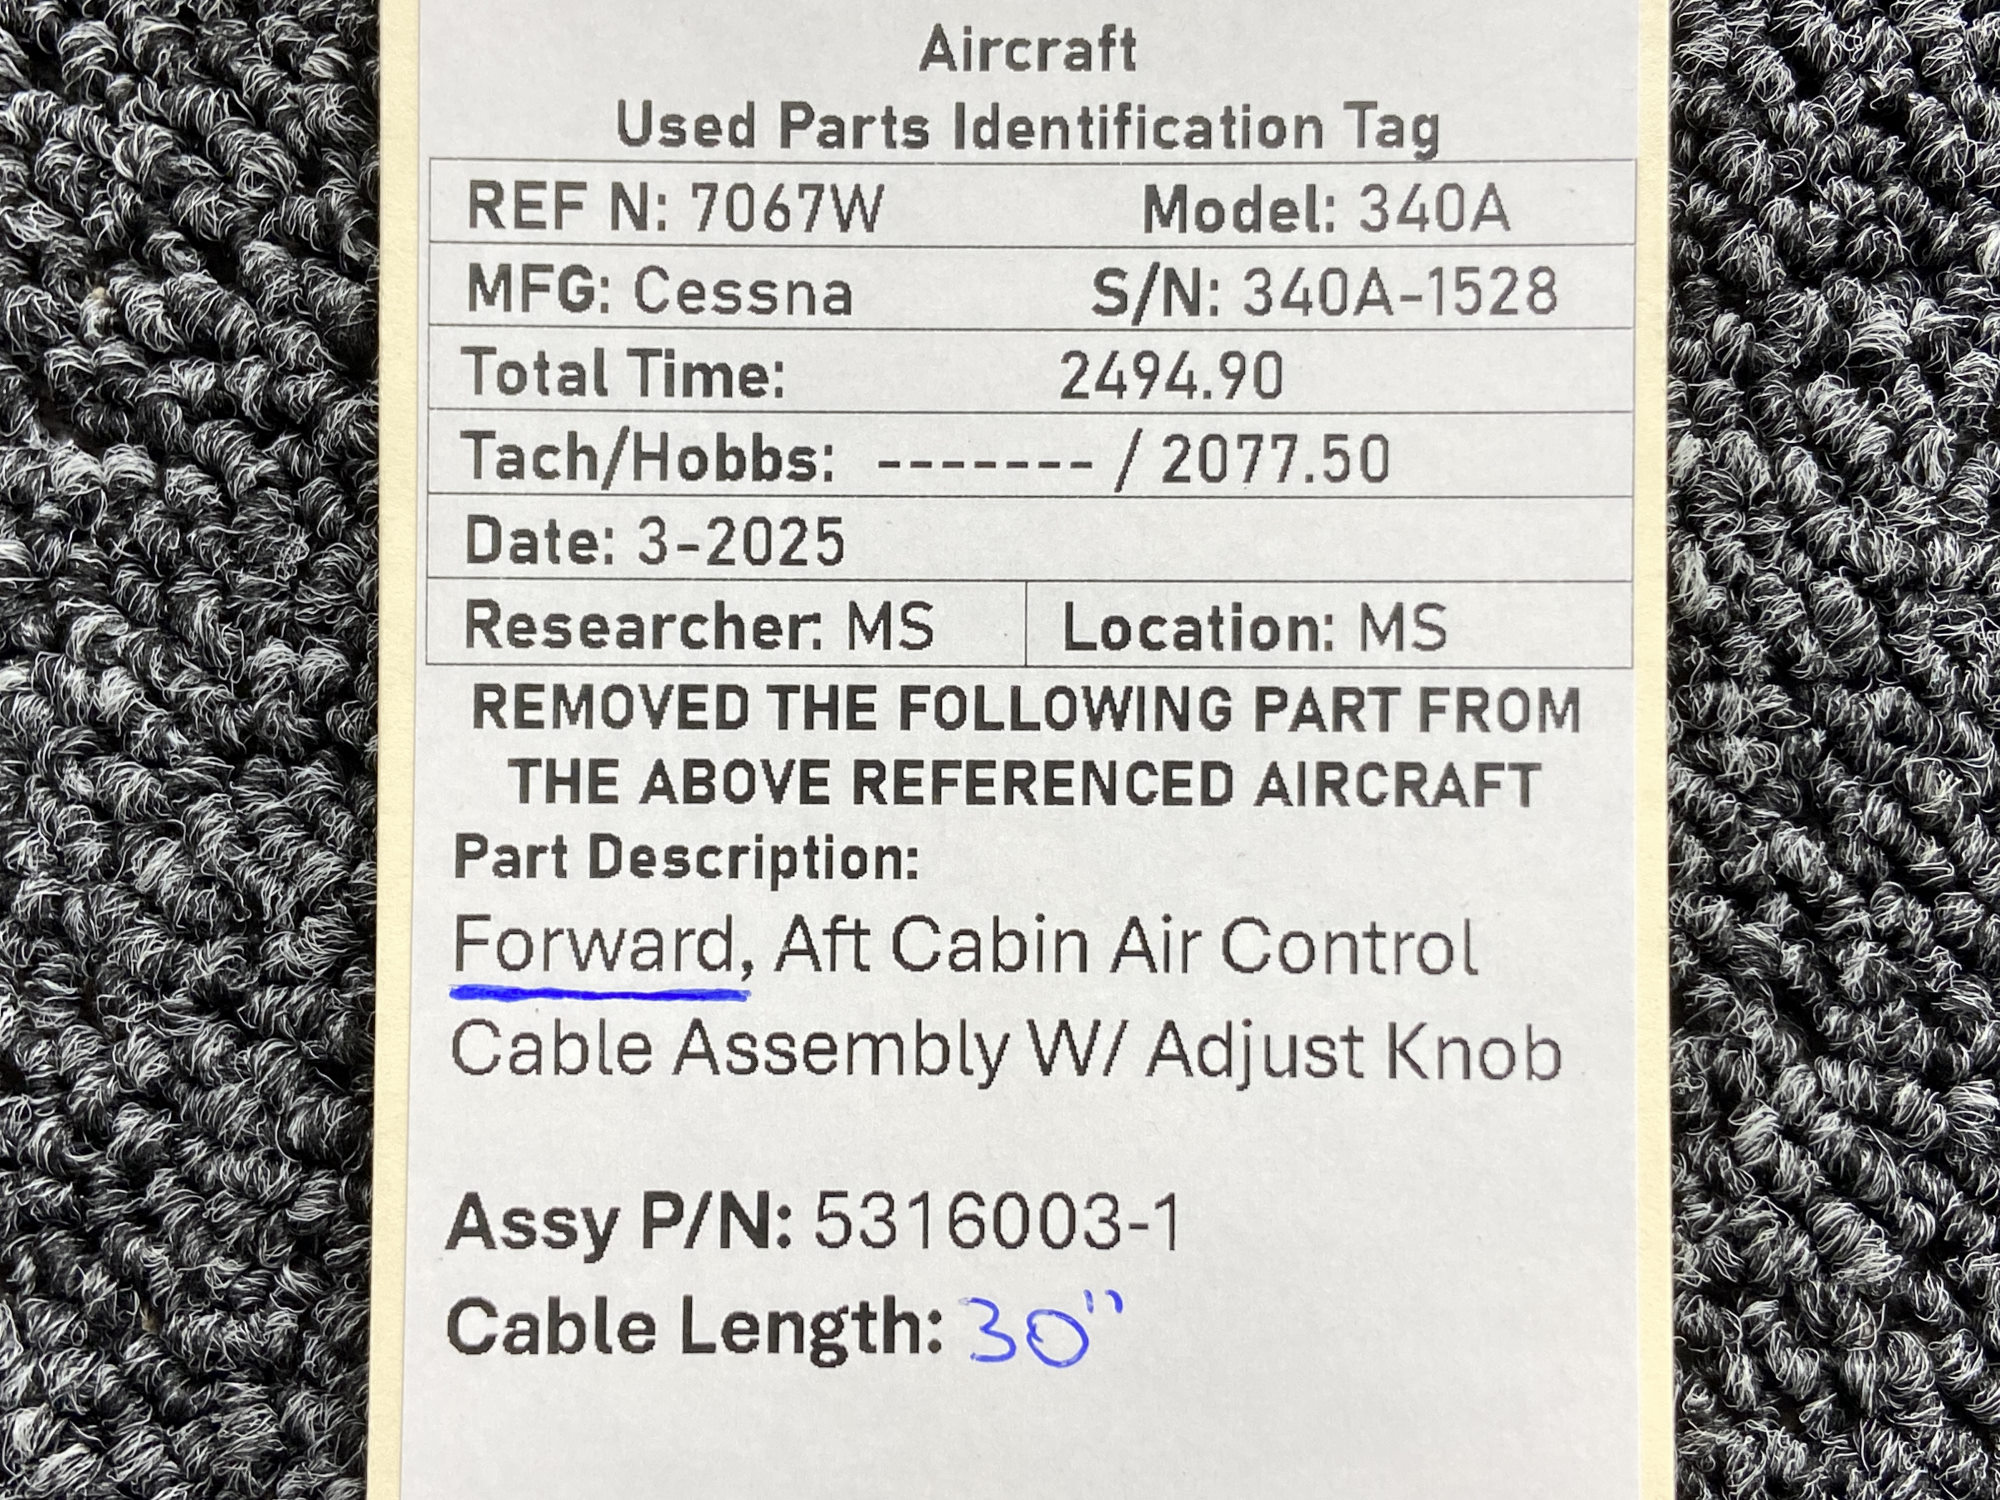 Aircraft
Used Parts Identification Tag
REF N: 7067W Model: 340A
MFG: Cessna S/N: 340A-1528
Total Time: 2494.90
Tach/Hobbs: ------- / 2077.50
Date: 3-2025
Researcher: MS Location: MS
REMOVED THE FOLLOWING PART FROM
THE ABOVE REFERENCED AIRCRAFT
Part Description:
Forward, Aft Cabin Air Control
Cable Assembly W/ Adjust Knob
Assy P/N: 5316003-1
Cable Length: 30"